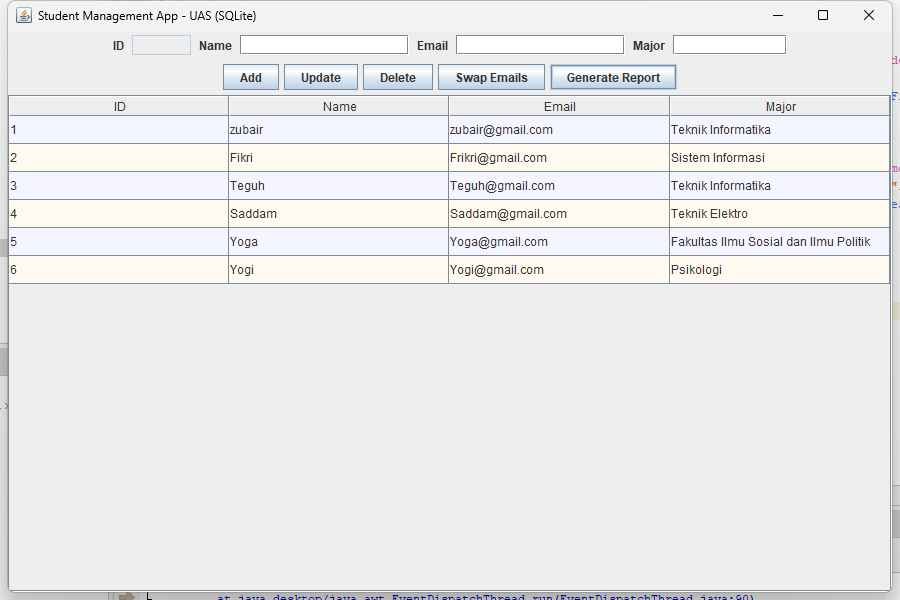 Student Management App - UAS (SQLite)
ID Name Email Major
Add Update Delete Swap Emails Generate Report
ID Name Email Major
1 zubair zubair@gmail.com Teknik Informatika
2 Fikri Frikri@gmail.com Sistem Informasi
3 Teguh Teguh@gmail.com Teknik Informatika
4 Saddam Saddam@gmail.com Teknik Elektro
5 Yoga Yoga@gmail.com Fakultas Ilmu Sosial dan Ilmu Politik
6 Yogi Yogi@gmail.com Psikologi
at java.desktop/java.awt.EventDispatchThread.run(EventDispatchThread.java:90)